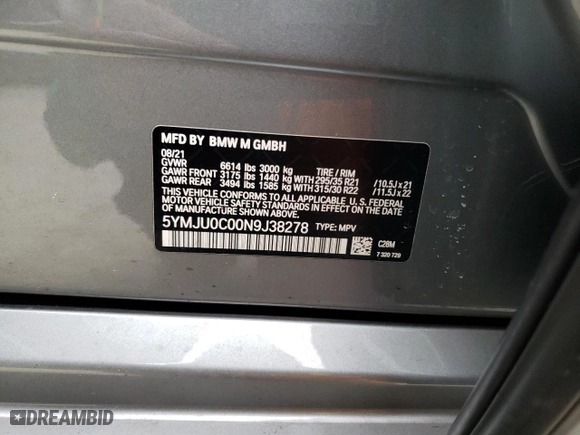 MFD BY BMW M GMBH
08/21
GVWR 6614 lbs 3000 kg TIRE / RIM
GAWR FRONT 3175 lbs 1440 kg WITH 295/35 R21 /10.5J x 21
GAWR REAR 3494 lbs 1585 kg WITH 315/30 R22 /11.5J x 22
THIS VEHICLE CONFORMS TO ALL APPLICABLE U.S. FEDERAL
MOTOR VEHICLE SAFETY STANDARDS IN EFFECT ON THE DATE OF
MANUFACTURE SHOWN ABOVE.
5YMJU0C00N9J38278 TYPE: MPV
C28M
7 320 729
DREAMBID